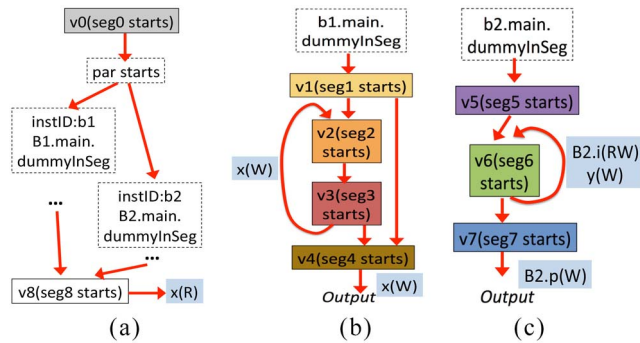 v0(seg0 starts)
par starts
instID:b1
B1.main.
dummyInSeg
...
instID:b2
B2.main.
dummyInSeg
...
v8(seg8 starts)
x(R)
(a)
b1.main.
dummyInSeg
v1(seg1 starts)
v2(seg2
starts)
x(W)
v3(seg3
starts)
v4(seg4 starts)
x(W)
Output
(b)
b2.main.
dummyInSeg
v5(seg5 starts)
v6(seg6
starts)
B2.i(RW)
y(W)
v7(seg7 starts)
B2.p(W)
Output
(c)